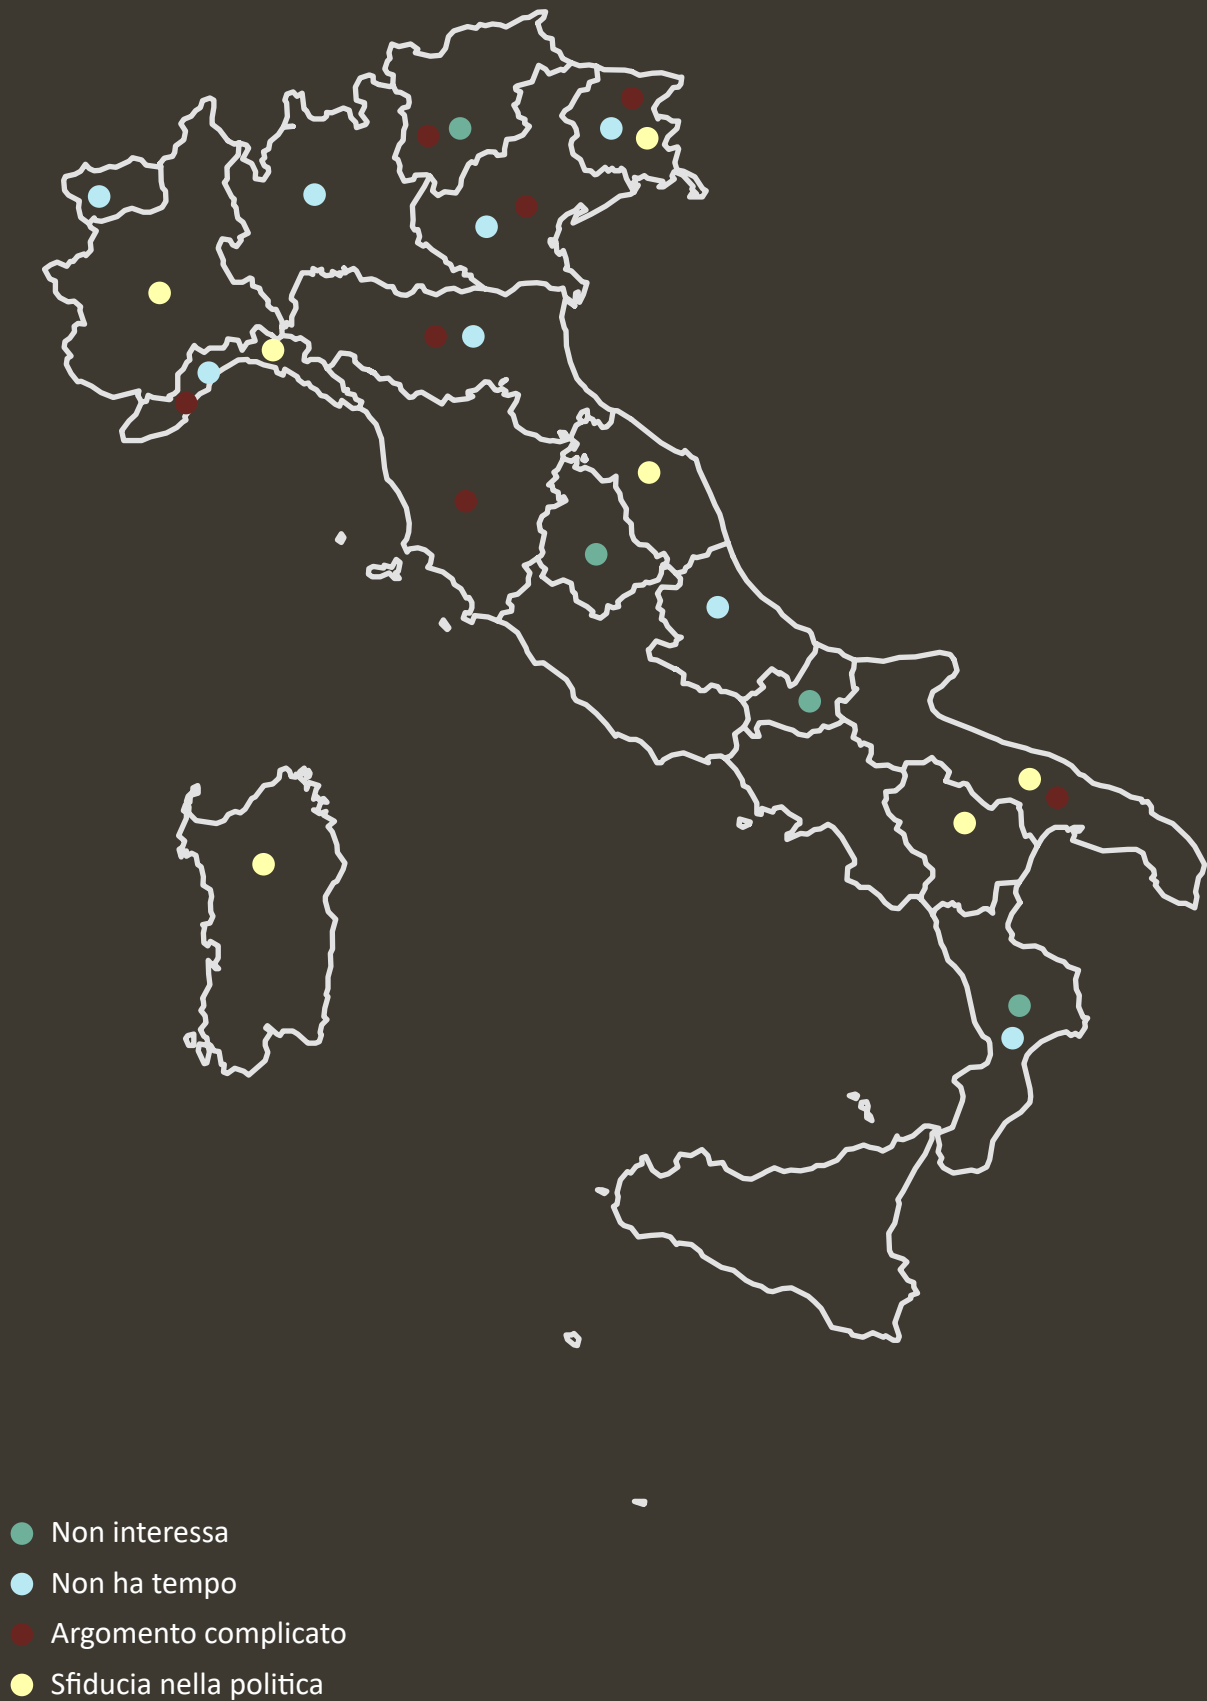 Non interessa
Non ha tempo
Argomento complicato
Sfiducia nella politica